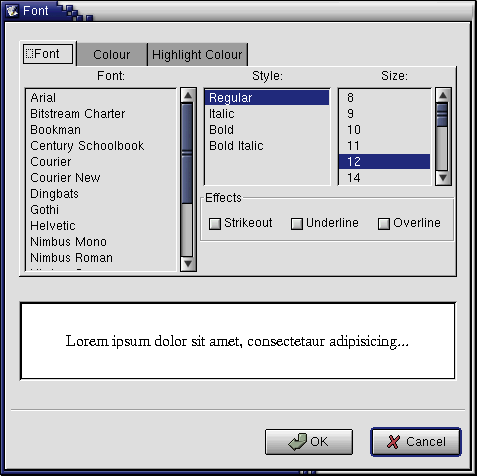 Font
Font Colour Highlight Colour
Font: Style: Size:
Arial Regular 8
Bitstream Charter Italic 9
Bookman Bold 10
Century Schoolbook Bold Italic 11
Courier 12
Courier New 14
Dingbats Effects
Gothi Strikeout Underline Overline
Helvetic
Nimbus Mono
Nimbus Roman
Lorem ipsum dolor sit amet, consectetaur adipisicing...
OK Cancel